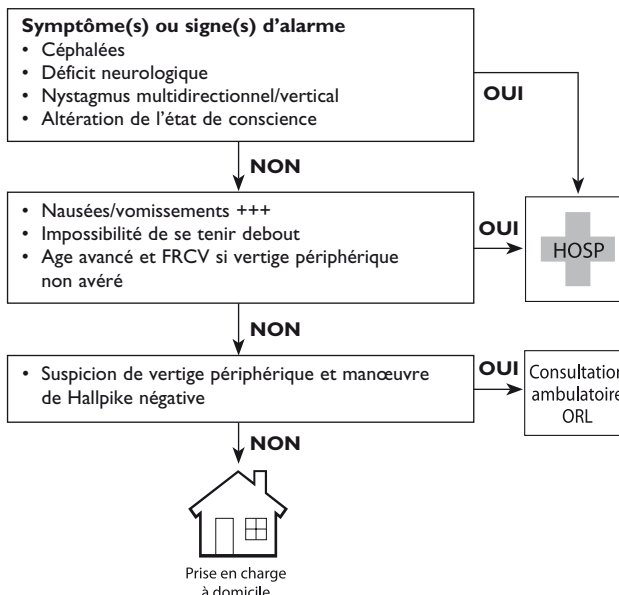 Symptôme(s) ou signe(s) d'alarme
• Céphalées
• Déficit neurologique
• Nystagmus multidirectionnel/vertical
• Altération de l'état de conscience
OUI
NON
• Nausées/vomissements +++
• Impossibilité de se tenir debout
• Age avancé et FRCV si vertige périphérique
non avéré
OUI
HOSP
NON
• Suspicion de vertige périphérique et manœuvre
de Hallpike négative
OUI
Consultation
ambulatoire
ORL
NON
Prise en charge
à domicile